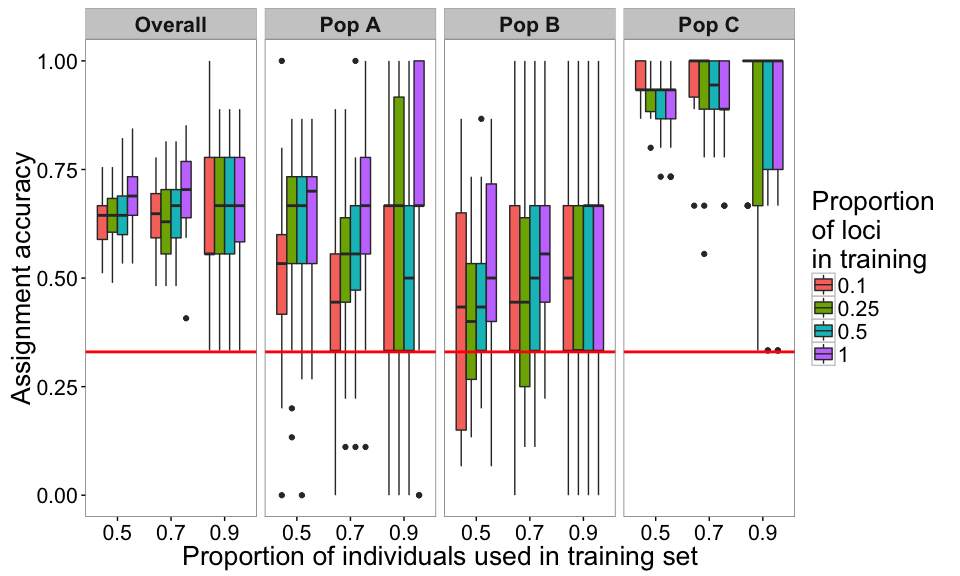 Overall
Pop A
Pop B
Pop C
Assignment accuracy
1.00
0.75
0.50
0.25
0.00
0.5 0.7 0.9
0.5 0.7 0.9
0.5 0.7 0.9
0.5 0.7 0.9
Proportion of individuals used in training set
Proportion
of loci
in training
0.1
0.25
0.5
1